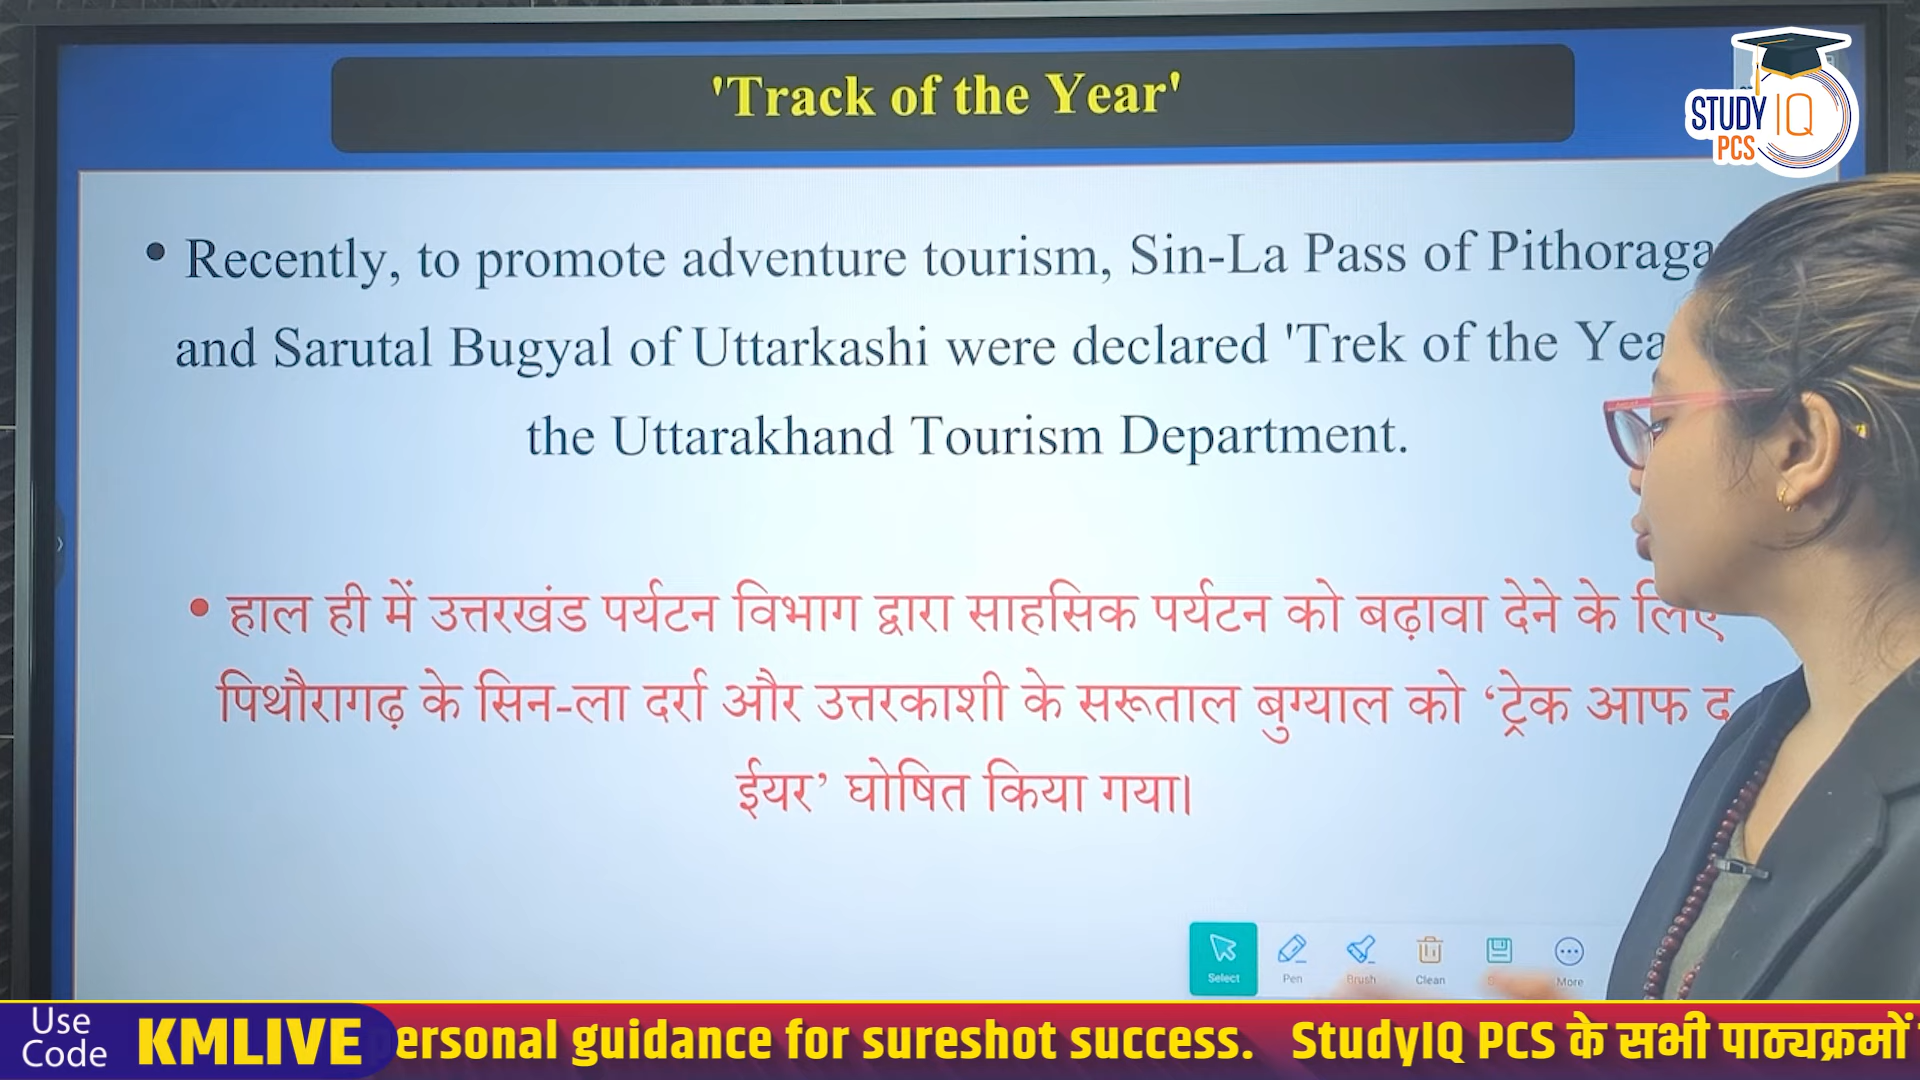 'Track of the Year'
STUDY IQ
PCS
• Recently, to promote adventure tourism, Sin-La Pass of
and Sarutal Bugyal of Uttarkashi were declared 'Trek of the
the Uttarakhand Tourism Department.
• हाल ही में उत्तरखंड पर्यटन विभाग द्वारा साहसिक पर्यटन को बढ़ावा देने के लिए
पिथौरागढ़ के सिन-ला दर्रा और उत्तरकाशी के सरूताल बुग्याल को ‘ट्रेक आफ द
ईयर’ घोषित किया गया।
Select Pen Brush Clean More
Use
Code
KMLIVE
guidance for sureshot success. StudyIQ PCS के सभी पाठ्यक्रमों